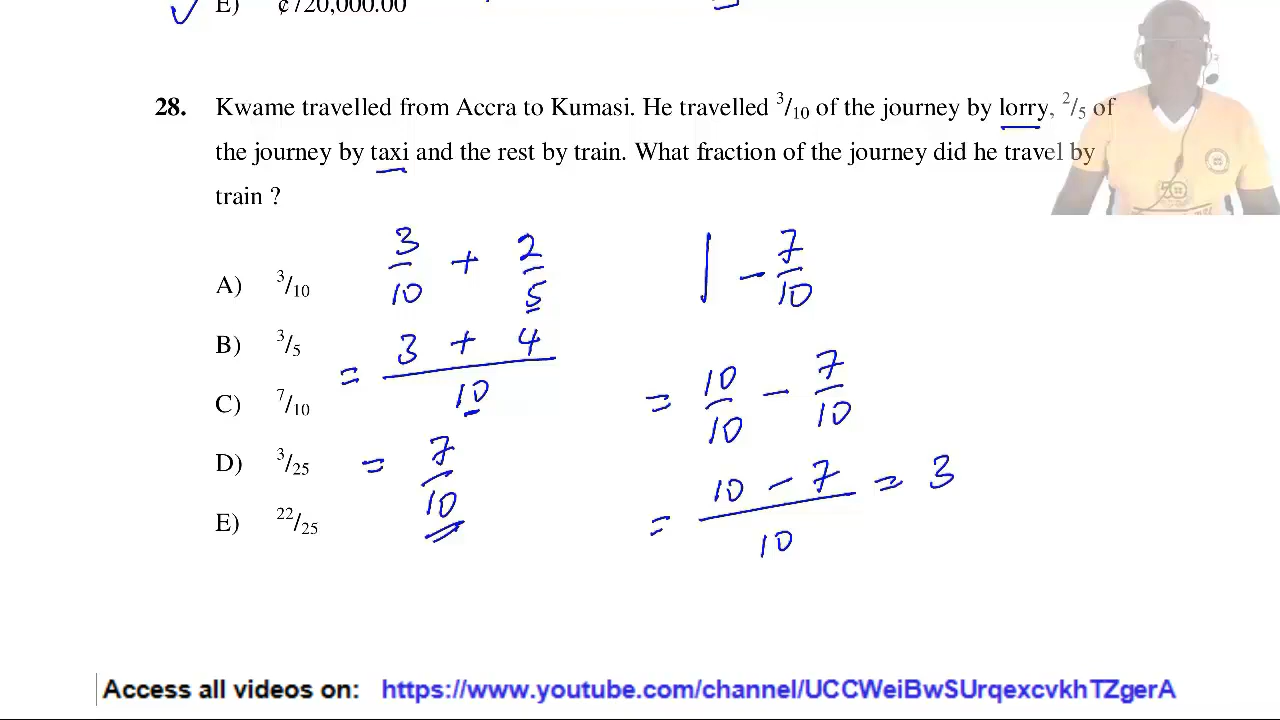 E) ¢720,000.00
28. Kwame travelled from Accra to Kumasi. He travelled 3/10 of the journey by lorry, 2/5 of
the journey by taxi and the rest by train. What fraction of the journey did he travel by
train ?
A) 3/10
B) 3/5
C) 7/10
D) 3/25
E) 22/25
3/10 + 2/5
= 3 + 4 / 10
= 7/10
1 - 7/10
= 10/10 - 7/10
= 10 - 7 / 10 = 3
50
Access all videos on: https://www.youtube.com/channel/UCCWeiBwSUrqexcvkhTZgerA